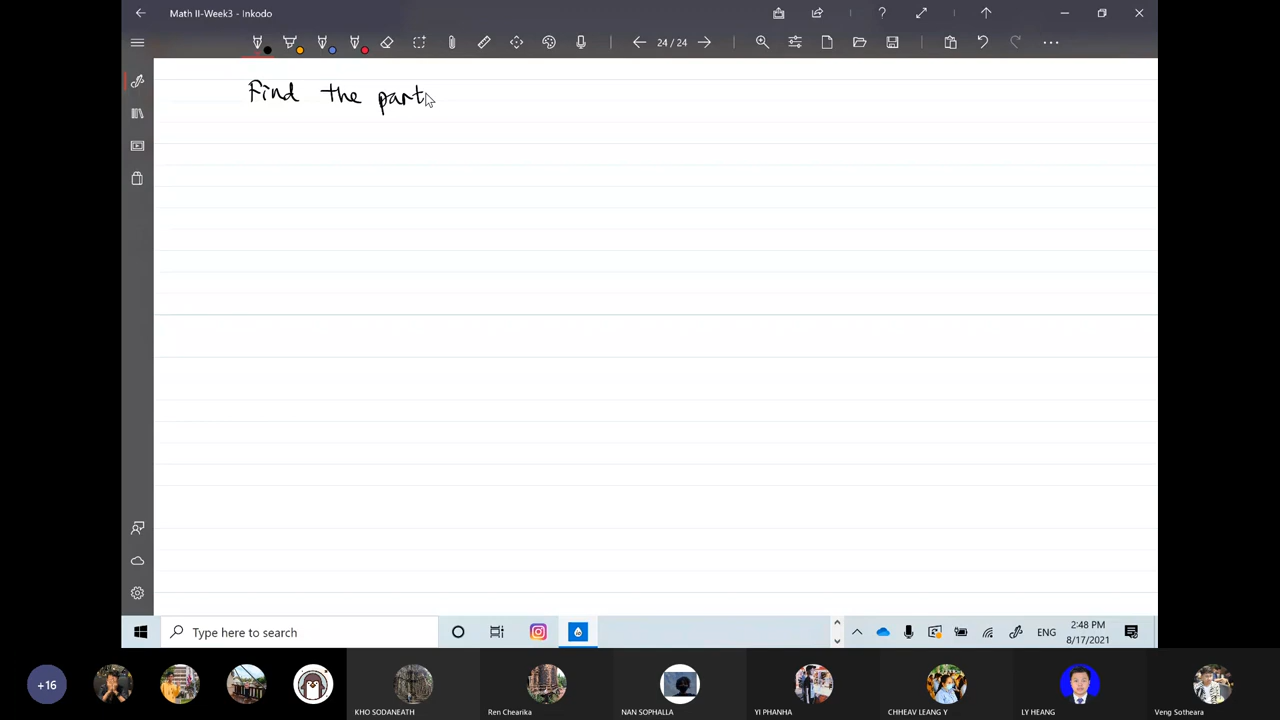 Math II-Week3 - Inkodo
24 / 24
Find the part
Type here to search
ENG
2:48 PM
8/17/2021
+16
KHO SODANEATH
Ren Chearika
NAN SOPHALLA
YI PHANHA
CHHEAV LEANG Y
LY HEANG
Veng Sotheara